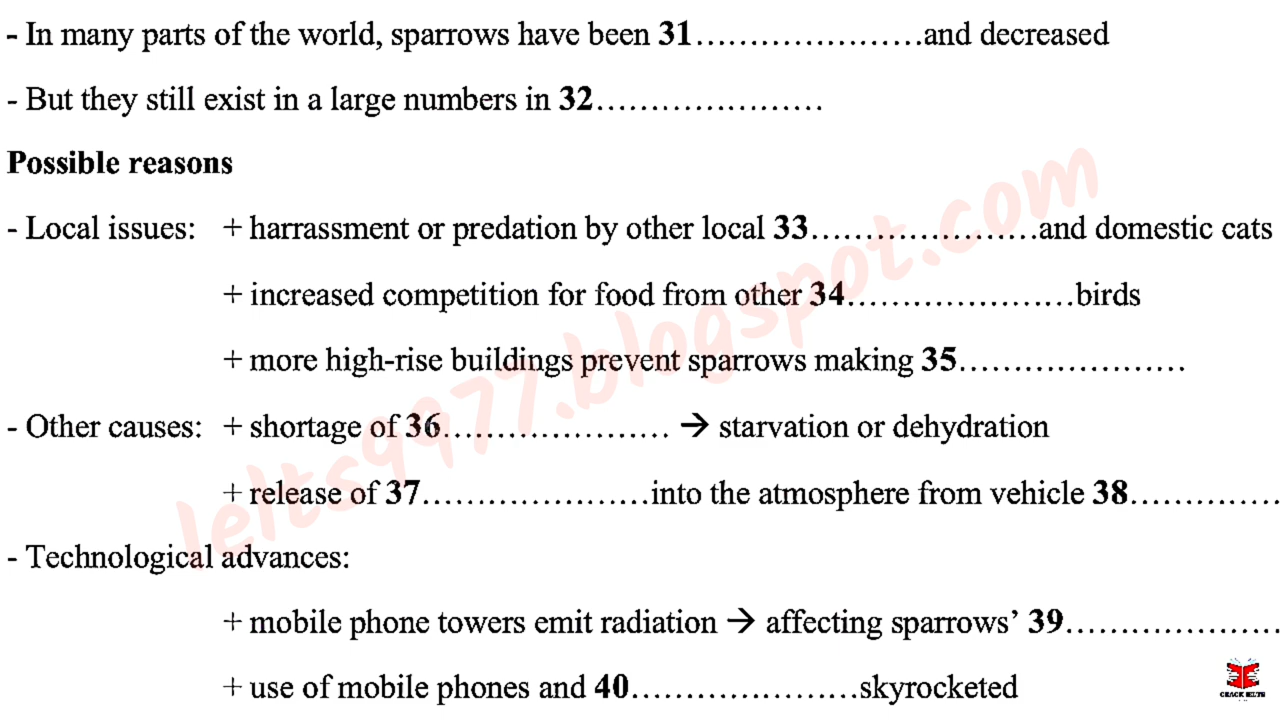 - In many parts of the world, sparrows have been 31.....................and decreased
- But they still exist in a large numbers in 32.....................
Possible reasons
- Local issues: + harrassment or predation by other local 33.....................and domestic cats
+ increased competition for food from other 34.....................birds
+ more high-rise buildings prevent sparrows making 35.....................
- Other causes: + shortage of 36..................... → starvation or dehydration
+ release of 37.....................into the atmosphere from vehicle 38..............
- Technological advances:
+ mobile phone towers emit radiation → affecting sparrows’ 39....................
+ use of mobile phones and 40.....................skyrocketed
Ielts9977.blogspot.com
CRACK IELTS